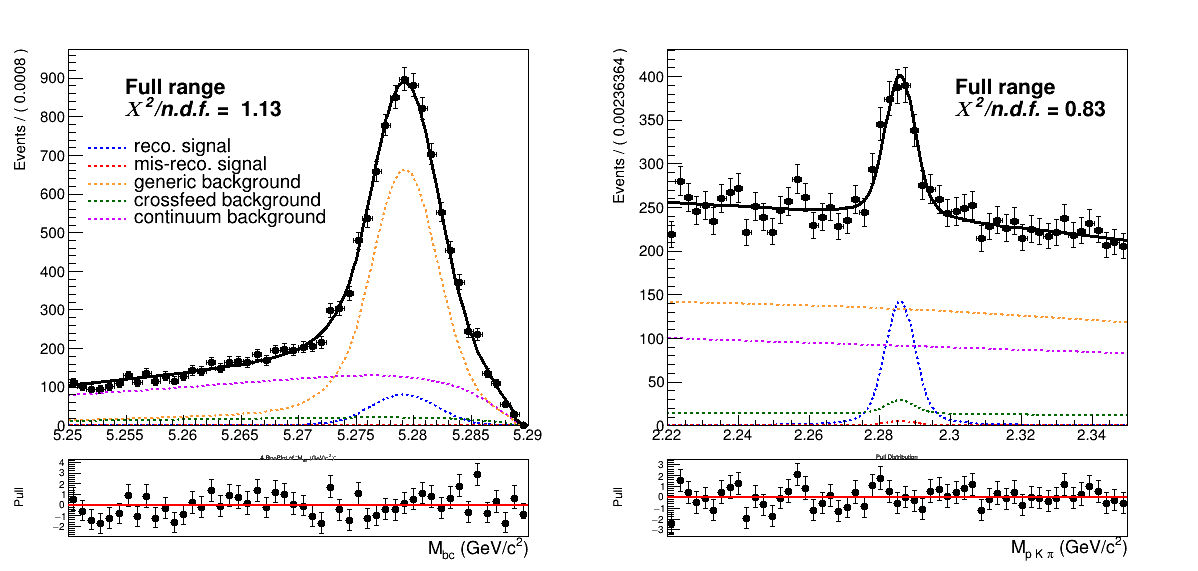 Events / ( 0.0008 )
Full range
Χ²/n.d.f. = 1.13
reco. signal
mis-reco. signal
generic background
crossfeed background
continuum background
900
800
700
600
500
400
300
200
100
0
5.25 5.255 5.26 5.265 5.27 5.275 5.28 5.285 5.29
Pull
4
3
2
1
0
−1
−2
M_bc (GeV/c²)
Events / ( 0.00236364 )
Full range
Χ²/n.d.f. = 0.83
400
350
300
250
200
150
100
50
0
2.22 2.24 2.26 2.28 2.3 2.32 2.34
Pull Distribution
Pull
3
2
1
0
−1
−2
−3
M_p K π (GeV/c²)